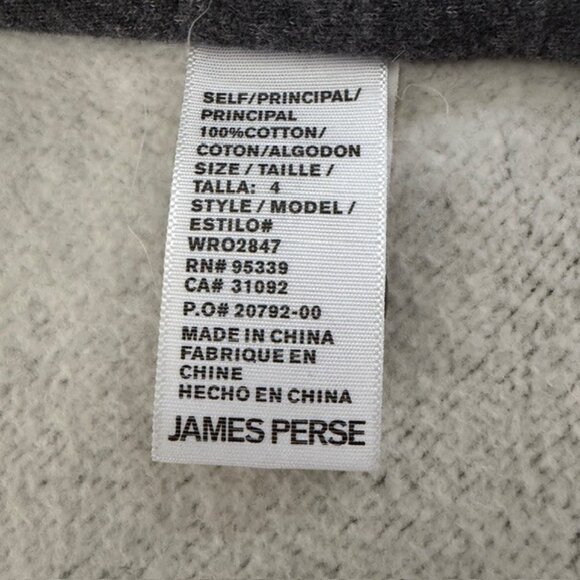 SELF/PRINCIPAL/
PRINCIPAL
100%COTTON/
COTON/ALGODON
SIZE / TAILLE /
TALLA: 4
STYLE / MODEL /
ESTILO#
WRO2847
RN# 95339
CA# 31092
P.O# 20792-00
MADE IN CHINA
FABRIQUE EN
CHINE
HECHO EN CHINA
JAMES PERSE